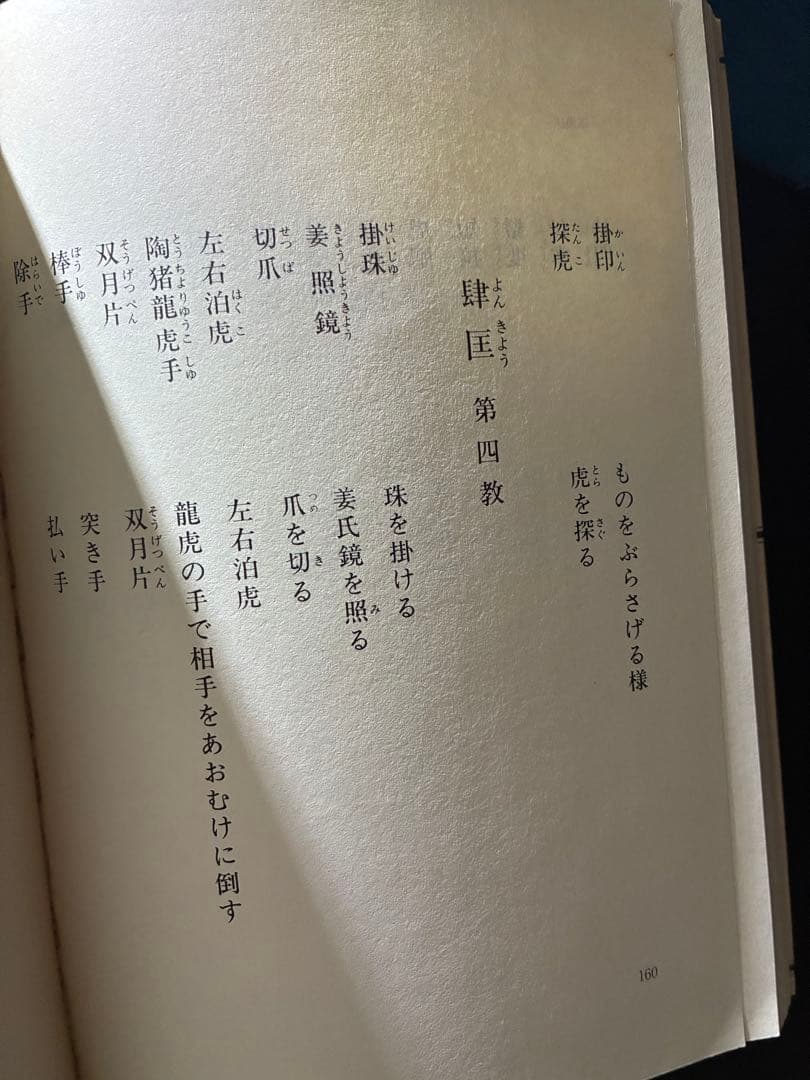 掛印 ものをぶらさげる様
探虎 虎を探る
肆匡 第四教
掛珠 珠を掛ける
姜照鏡 姜氏鏡を照る
切爪 爪を切る
左右泊虎 左右泊虎
陶猪龍虎手 龍虎の手で相手をあおむけに倒す
双月片 双月片
棒手 突き手
除手 払い手
160